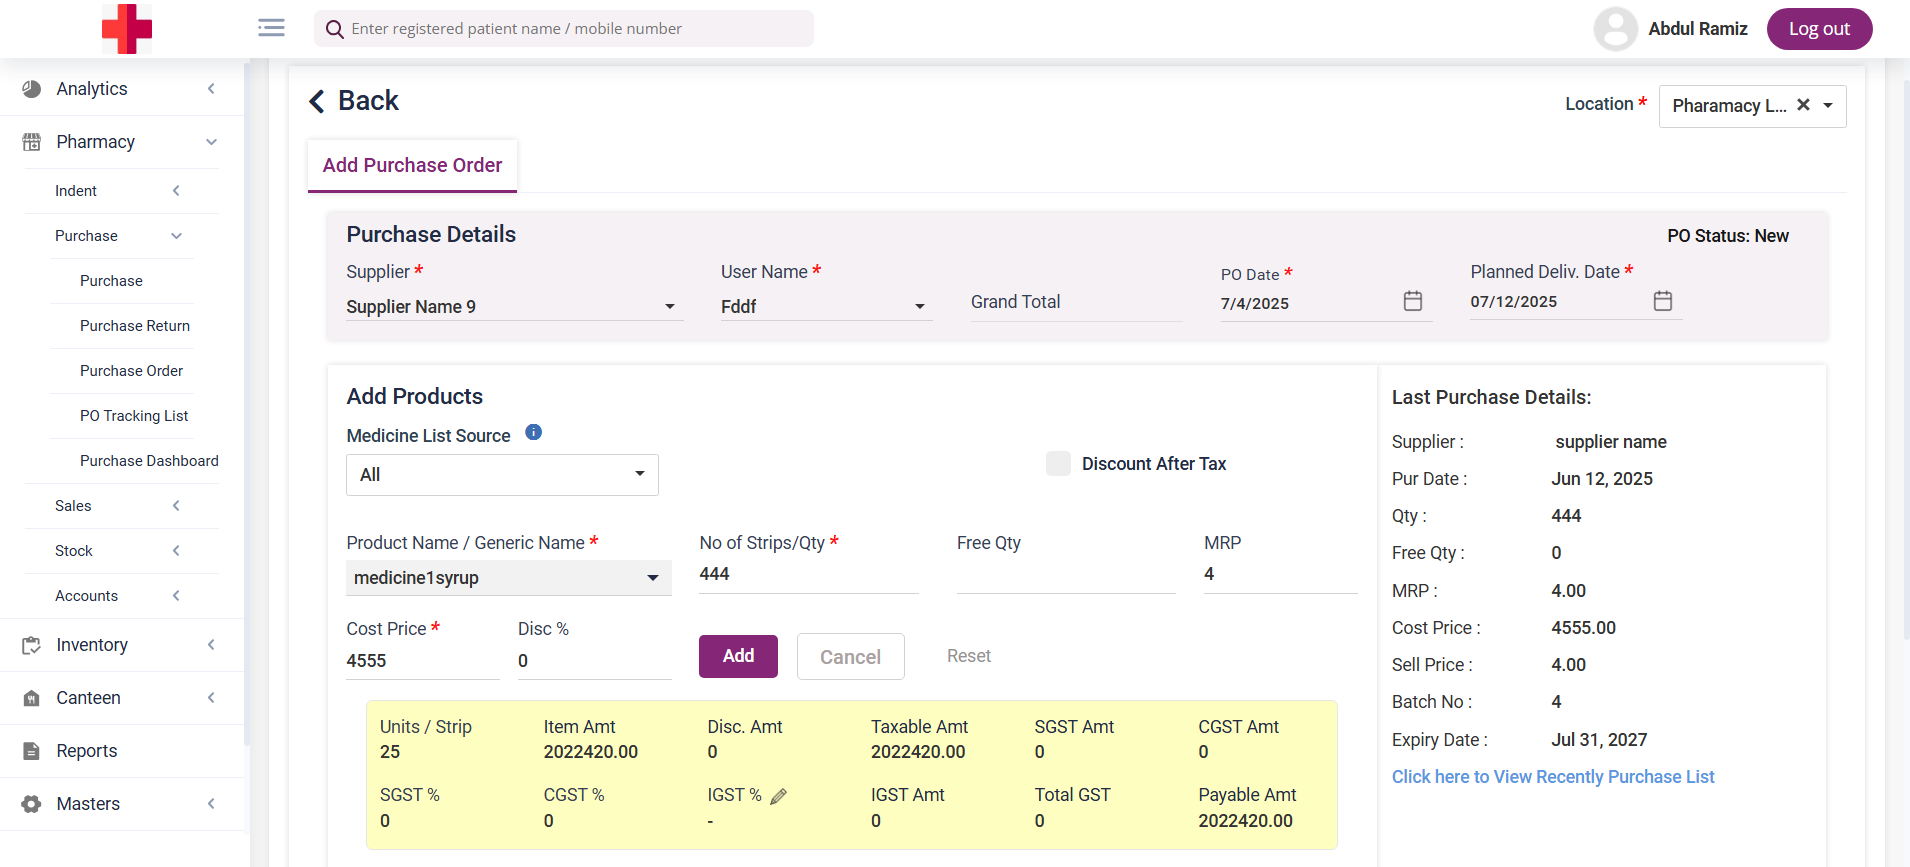 Enter registered patient name / mobile number
Abdul Ramiz
Log out
Analytics
Pharmacy
Indent
Purchase
Purchase
Purchase Return
Purchase Order
PO Tracking List
Purchase Dashboard
Sales
Stock
Accounts
Inventory
Canteen
Reports
Masters
Back
Location *
Pharamacy L...
Add Purchase Order
Purchase Details
PO Status: New
Supplier *
Supplier Name 9
User Name *
Fddf
Grand Total
PO Date *
7/4/2025
Planned Deliv. Date *
07/12/2025
Add Products
Medicine List Source
All
Discount After Tax
Product Name / Generic Name *
medicine1syrup
No of Strips/Qty *
444
Free Qty
MRP
4
Cost Price *
4555
Disc %
0
Add
Cancel
Reset
Units / Strip
25
Item Amt
2022420.00
Disc. Amt
0
Taxable Amt
2022420.00
SGST Amt
0
CGST Amt
0
SGST %
0
CGST %
0
IGST %
-
IGST Amt
0
Total GST
0
Payable Amt
2022420.00
Last Purchase Details:
Supplier : supplier name
Pur Date : Jun 12, 2025
Qty : 444
Free Qty : 0
MRP : 4.00
Cost Price : 4555.00
Sell Price : 4.00
Batch No : 4
Expiry Date : Jul 31, 2027
Click here to View Recently Purchase List